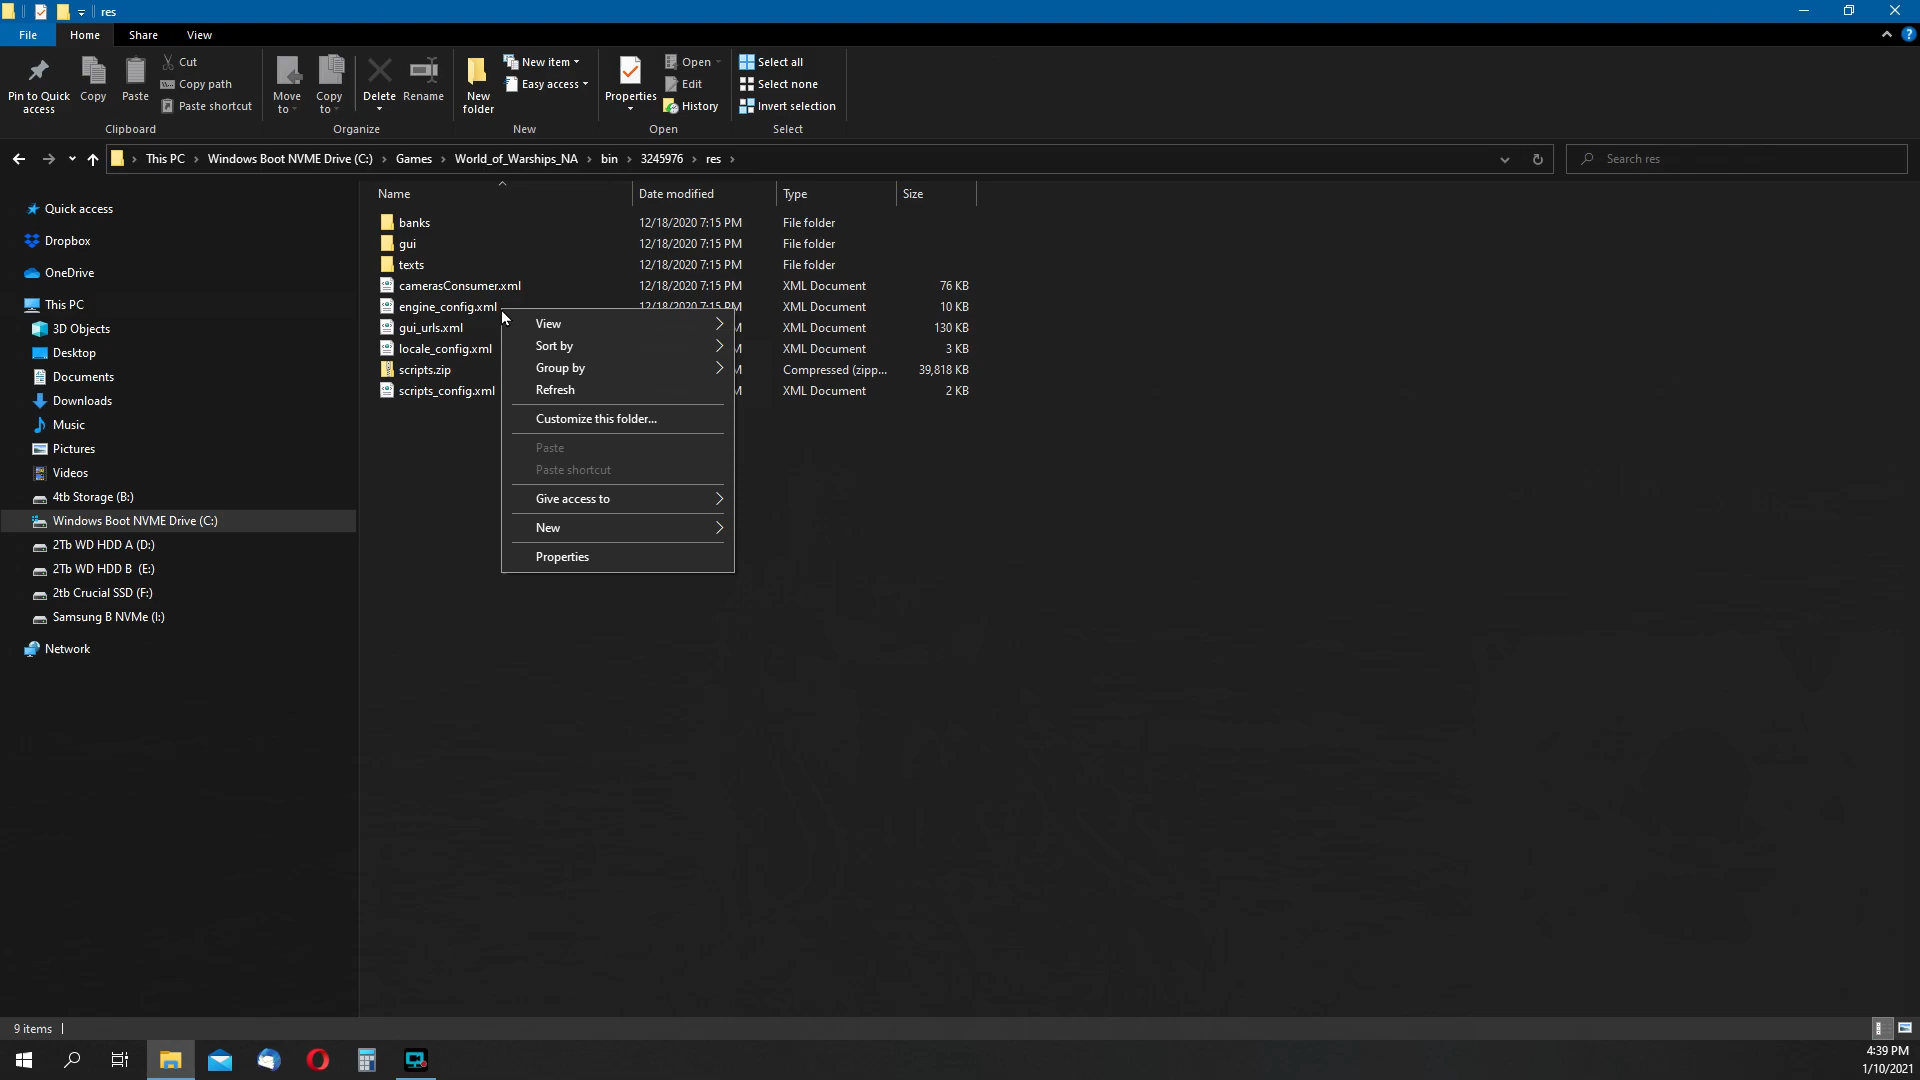 res
File Home Share View
Pin to Quick access
Copy
Paste
Cut
Copy path
Paste shortcut
Clipboard
Move to
Copy to
Delete
Rename
Organize
New folder
New item
Easy access
New
Properties
Open
Edit
History
Open
Select all
Select none
Invert selection
Select
This PC Windows Boot NVME Drive (C:) Games World_of_Warships_NA bin 3245976 res
Search res
Quick access
Dropbox
OneDrive
This PC
3D Objects
Desktop
Documents
Downloads
Music
Pictures
Videos
4tb Storage (B:)
Windows Boot NVME Drive (C:)
2Tb WD HDD A (D:)
2Tb WD HDD B (E:)
2tb Crucial SSD (F:)
Samsung B NVMe (I:)
Network
Name Date modified Type Size
banks 12/18/2020 7:15 PM File folder
gui 12/18/2020 7:15 PM File folder
texts 12/18/2020 7:15 PM File folder
camerasConsumer.xml 12/18/2020 7:15 PM XML Document 76 KB
engine_config.xml 12/18/2020 7:15 PM XML Document 10 KB
gui_urls.xml XML Document 130 KB
locale_config.xml XML Document 3 KB
scripts.zip Compressed (zipp... 39,818 KB
scripts_config.xml XML Document 2 KB
View
Sort by
Group by
Refresh
Customize this folder...
Paste
Paste shortcut
Give access to
New
Properties
9 items
4:39 PM
1/10/2021